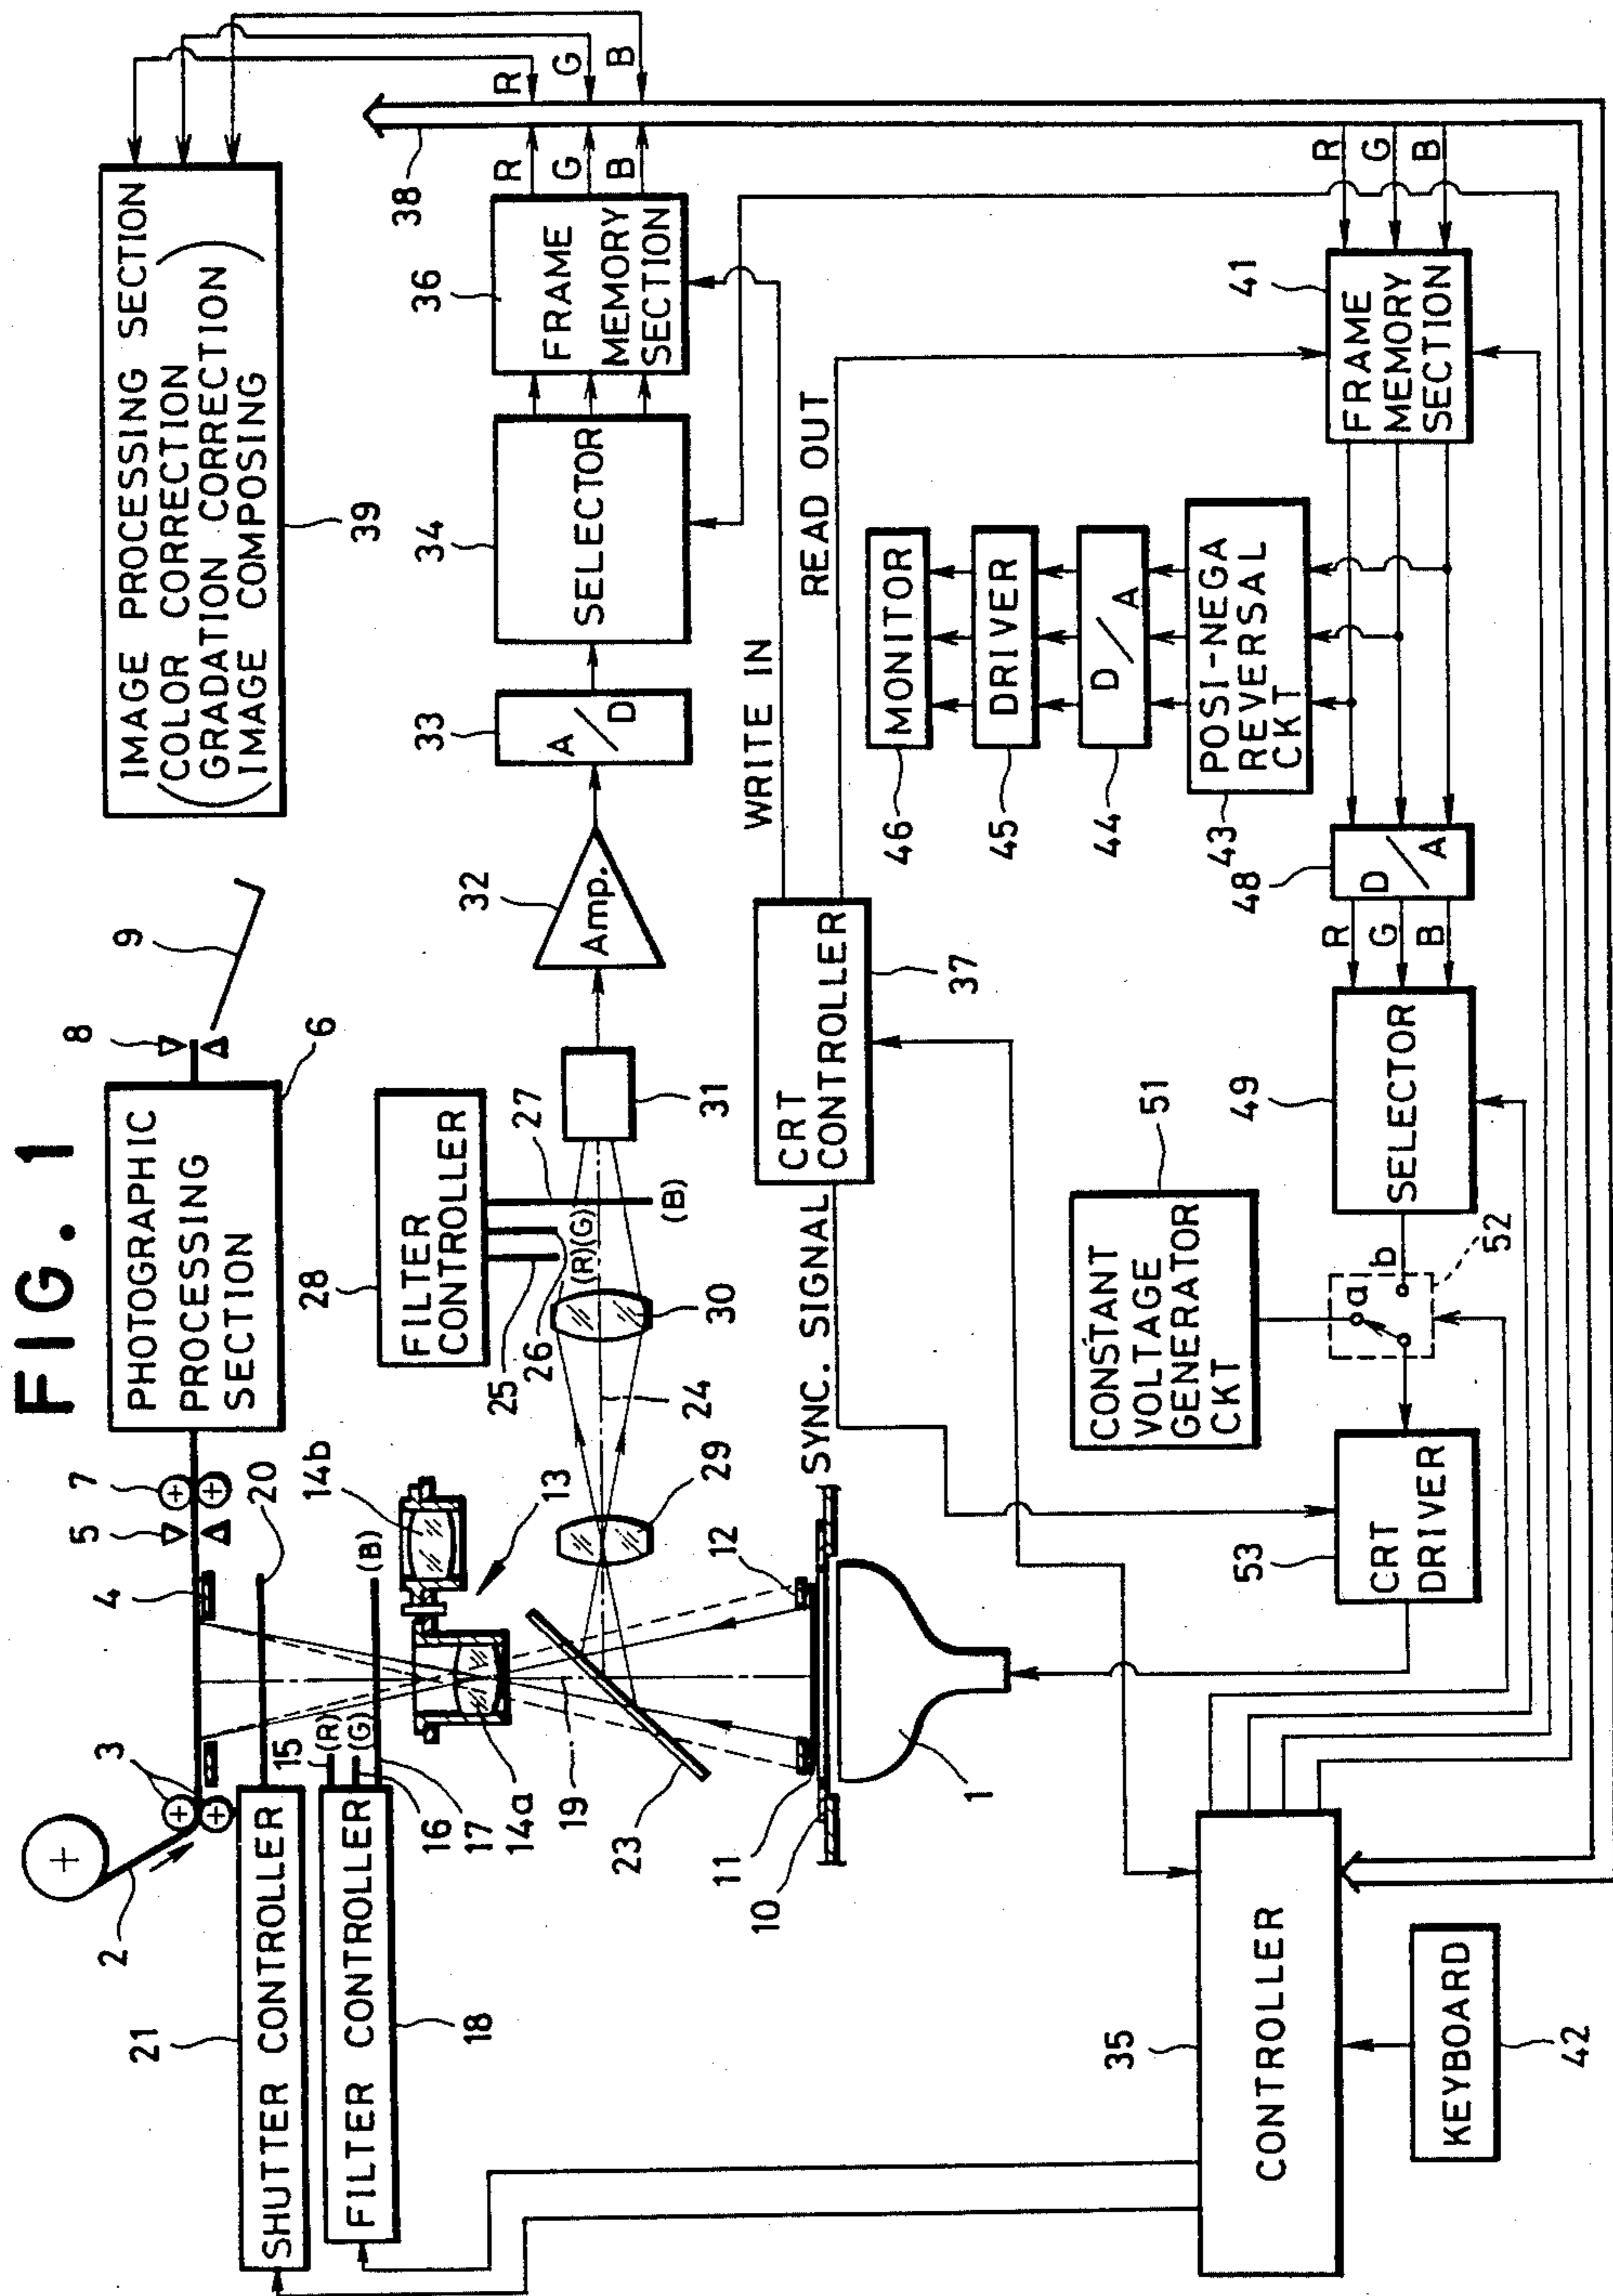 FIG. 1
2
3
4
5
7
PHOTOGRAPHIC
PROCESSING
SECTION
6
8
9
IMAGE PROCESSING SECTION
COLOR CORRECTION
GRADATION CORRECTION
IMAGE COMPOSING
39
21
SHUTTER CONTROLLER
20
FILTER CONTROLLER
18
15
(R)
16
(G)
17
(B)
14a
14b
13
19
23
11
12
10
1
28
FILTER
CONTROLLER
25
26
27
(R)(G)
(B)
24
29
30
31
32
Amp.
33
A/D
34
SELECTOR
36
FRAME
MEMORY
SECTION
R
G
B
R
G
B
38
WRITE IN
READ OUT
SYNC. SIGNAL
CRT
CONTROLLER
37
46
MONITOR
45
DRIVER
44
D/A
43
POSI-NEGA
REVERSAL
CKT
41
FRAME
MEMORY
SECTION
R
G
B
48
D/A
R
G
B
49
SELECTOR
51
CONSTANT
VOLTAGE
GENERATOR
CKT
a
b
52
53
CRT
DRIVER
35
CONTROLLER
KEYBOARD
42